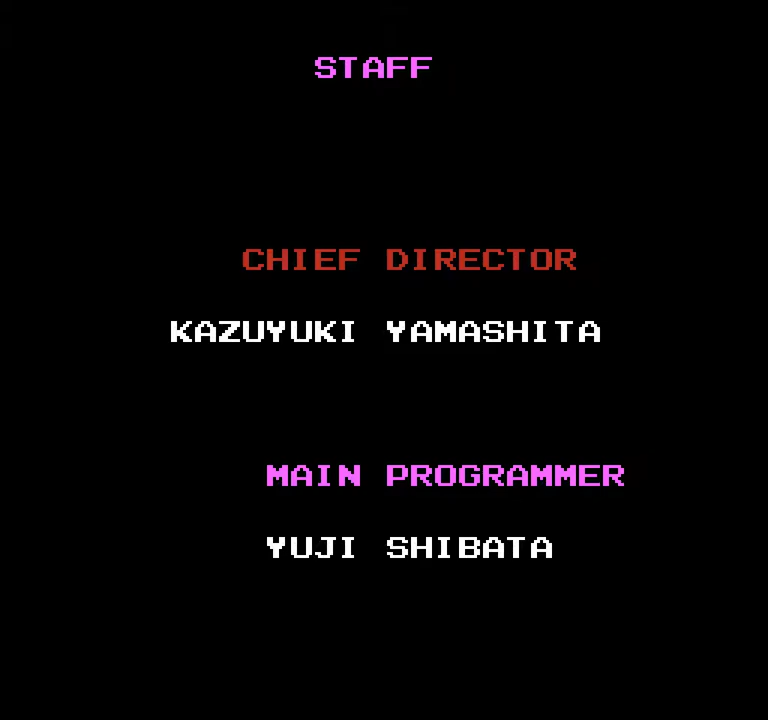 STAFF
CHIEF DIRECTOR
KAZUYUKI YAMASHITA
MAIN PROGRAMMER
YUJI SHIBATA